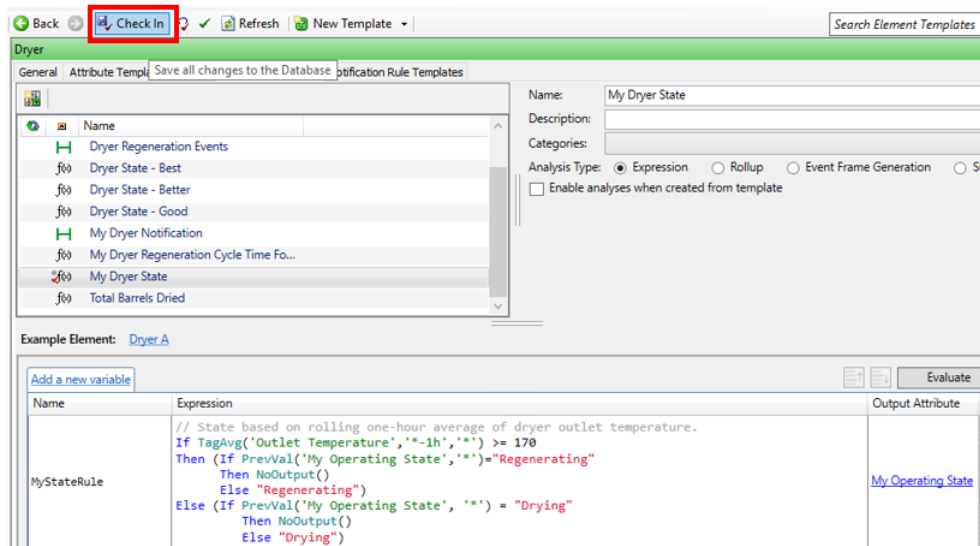 Back Check In Refresh New Template Search Element Templates
Dryer
General Attribute Templ Save all changes to the Database otification Rule Templates
Name: My Dryer State
Description:
Categories:
Analysis Type: Expression Rollup Event Frame Generation S
Enable analyses when created from template
Name
Dryer Regeneration Events
f(x) Dryer State - Best
f(x) Dryer State - Better
f(x) Dryer State - Good
My Dryer Notification
f(x) My Dryer Regeneration Cycle Time Fo...
f(x) My Dryer State
f(x) Total Barrels Dried
Example Element: Dryer A
Add a new variable Evaluate
Name Expression Output Attribute
// State based on rolling one-hour average of dryer outlet temperature.
If TagAvg('Outlet Temperature','*-1h','*') >= 170
Then (If PrevVal('My Operating State','*')="Regenerating"
Then NoOutput()
MyStateRule Else "Regenerating") My Operating State
Else (If PrevVal('My Operating State', '*') = "Drying"
Then NoOutput()
Else "Drying")